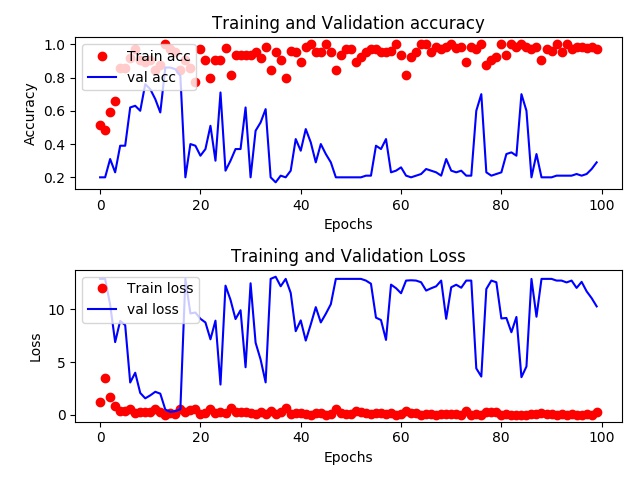 Training and Validation accuracy
1.0
0.8
0.6
0.4
0.2
Accuracy
Train acc
val acc
0 20 40 60 80 100
Epochs
Training and Validation Loss
10
5
0
Loss
Train loss
val loss
0 20 40 60 80 100
Epochs